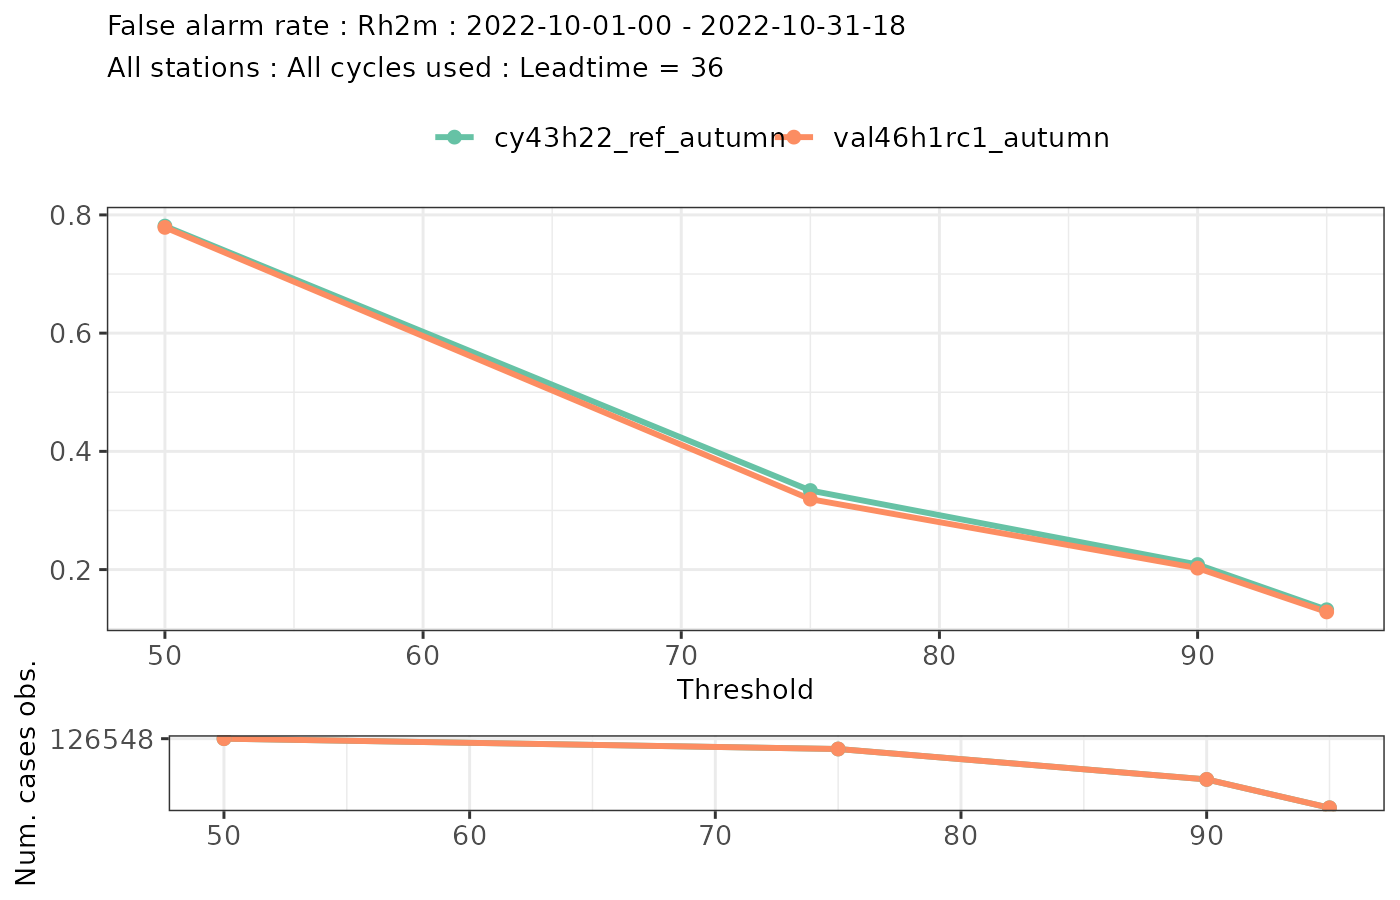 False alarm rate : Rh2m : 2022-10-01-00 - 2022-10-31-18
All stations : All cycles used : Leadtime = 36
cy43h22_ref_autumn val46h1rc1_autumn
0.8
0.6
0.4
0.2
50 60 70 80 90
Threshold
Num. cases obs.
126548
50 60 70 80 90